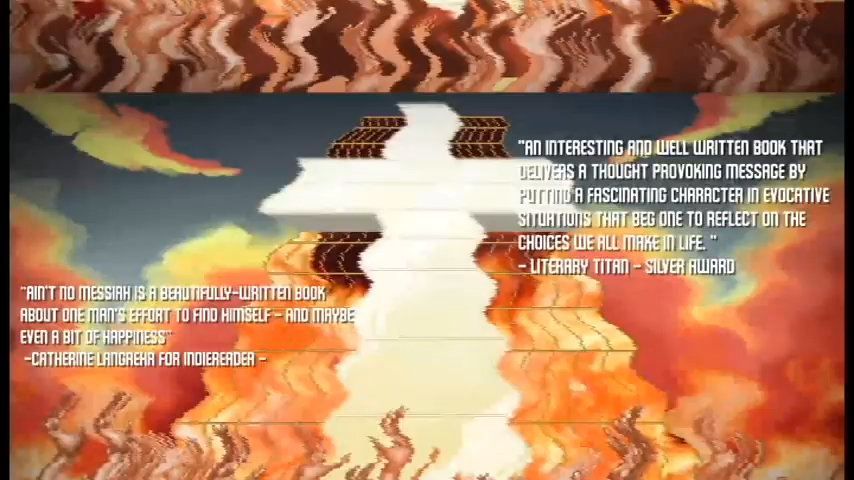 "AN INTERESTING AND WELL WRITTEN BOOK THAT
DELIVERS A THOUGHT PROVOKING MESSAGE BY
PUTTING A FASCINATING CHARACTER IN EVOCATIVE
SITUATIONS THAT BEG ONE TO REFLECT ON THE
CHOICES WE ALL MAKE IN LIFE. "
- LITERARY TITAN - SILVER AWARD
"AIN'T NO MESSIAH IS A BEAUTIFULLY-WRITTEN BOOK
ABOUT ONE MAN'S EFFORT TO FIND HIMSELF - AND MAYBE
EVEN A BIT OF HAPPINESS"
-CATHERINE LANGREHR FOR INDIEREADER -